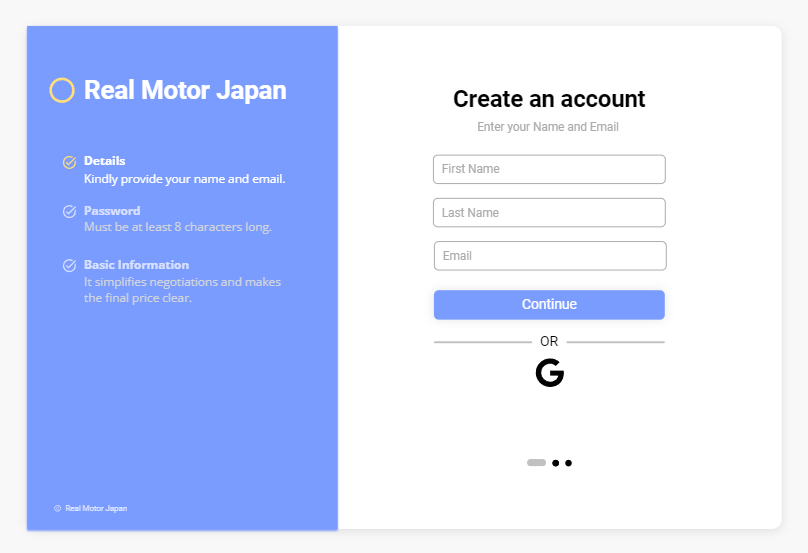 Real Motor Japan
Details
Kindly provide your name and email.
Password
Must be at least 8 characters long.
Basic Information
It simplifies negotiations and makes
the final price clear.
© Real Motor Japan
Create an account
Enter your Name and Email
First Name
Last Name
Email
Continue
OR
G